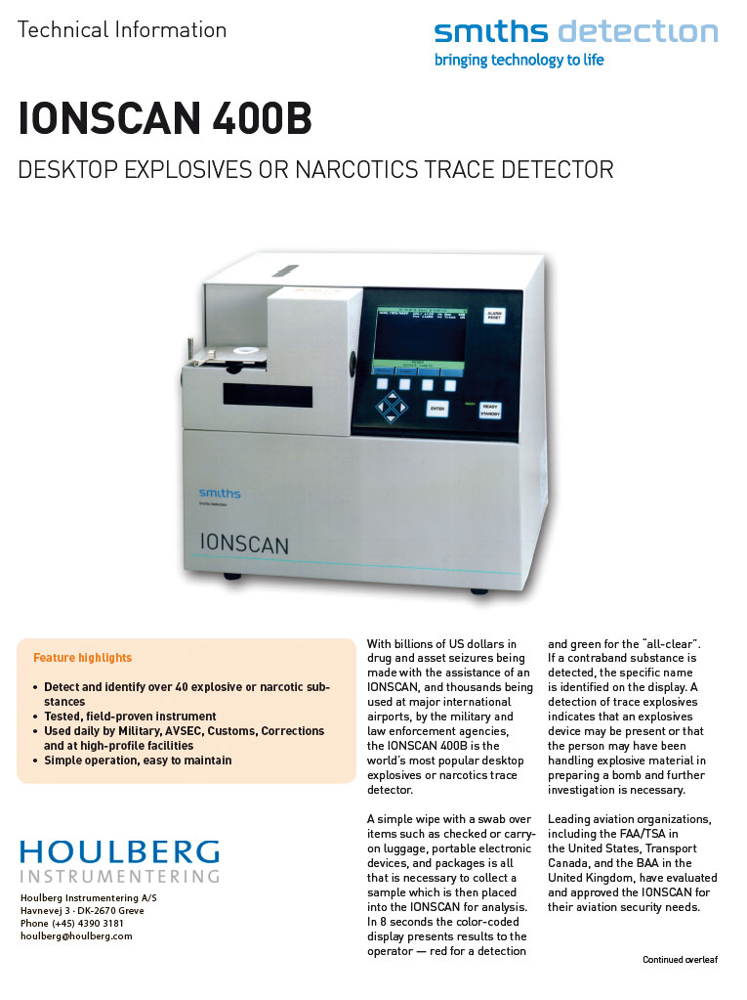 Technical Information
smiths detection
bringing technology to life
IONSCAN 400B
DESKTOP EXPLOSIVES OR NARCOTICS TRACE DETECTOR
ALARM
RESET
ENTER
READY
READY
STANDBY
smiths
Smiths Detection
IONSCAN
Feature highlights
• Detect and identify over 40 explosive or narcotic sub-
stances
• Tested, field-proven instrument
• Used daily by Military, AVSEC, Customs, Corrections
and at high-profile facilities
• Simple operation, easy to maintain
HOULBERG
INSTRUMENTERING
Houlberg Instrumentering A/S
Havnevej 3 · DK-2670 Greve
Phone (+45) 4390 3181
houlberg@houlberg.com
With billions of US dollars in
drug and asset seizures being
made with the assistance of an
IONSCAN, and thousands being
used at major international
airports, by the military and
law enforcement agencies,
the IONSCAN 400B is the
world's most popular desktop
explosives or narcotics trace
detector.
A simple wipe with a swab over
items such as checked or carry-
on luggage, portable electronic
devices, and packages is all
that is necessary to collect a
sample which is then placed
into the IONSCAN for analysis.
In 8 seconds the color-coded
display presents results to the
operator — red for a detection
and green for the “all-clear”.
If a contraband substance is
detected, the specific name
is identified on the display. A
detection of trace explosives
indicates that an explosives
device may be present or that
the person may have been
handling explosive material in
preparing a bomb and further
investigation is necessary.
Leading aviation organizations,
including the FAA/TSA in
the United States, Transport
Canada, and the BAA in the
United Kingdom, have evaluated
and approved the IONSCAN for
their aviation security needs.
Continued overleaf